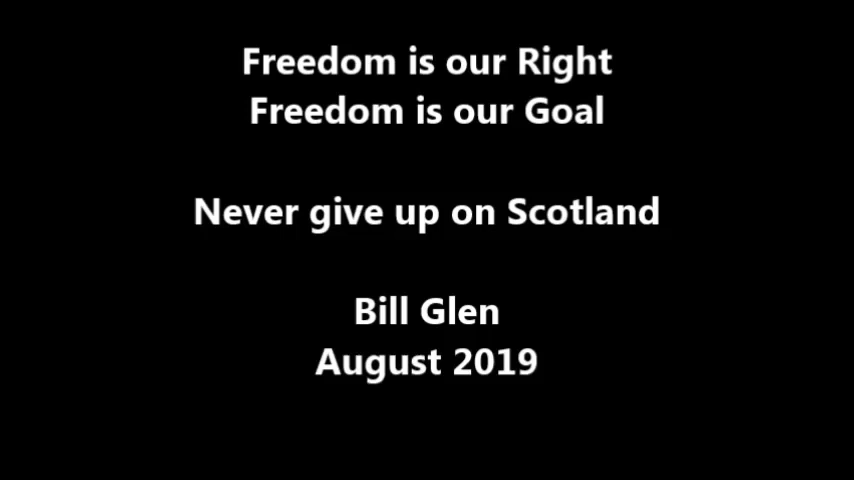 Freedom is our Right
Freedom is our Goal
Never give up on Scotland
Bill Glen
August 2019